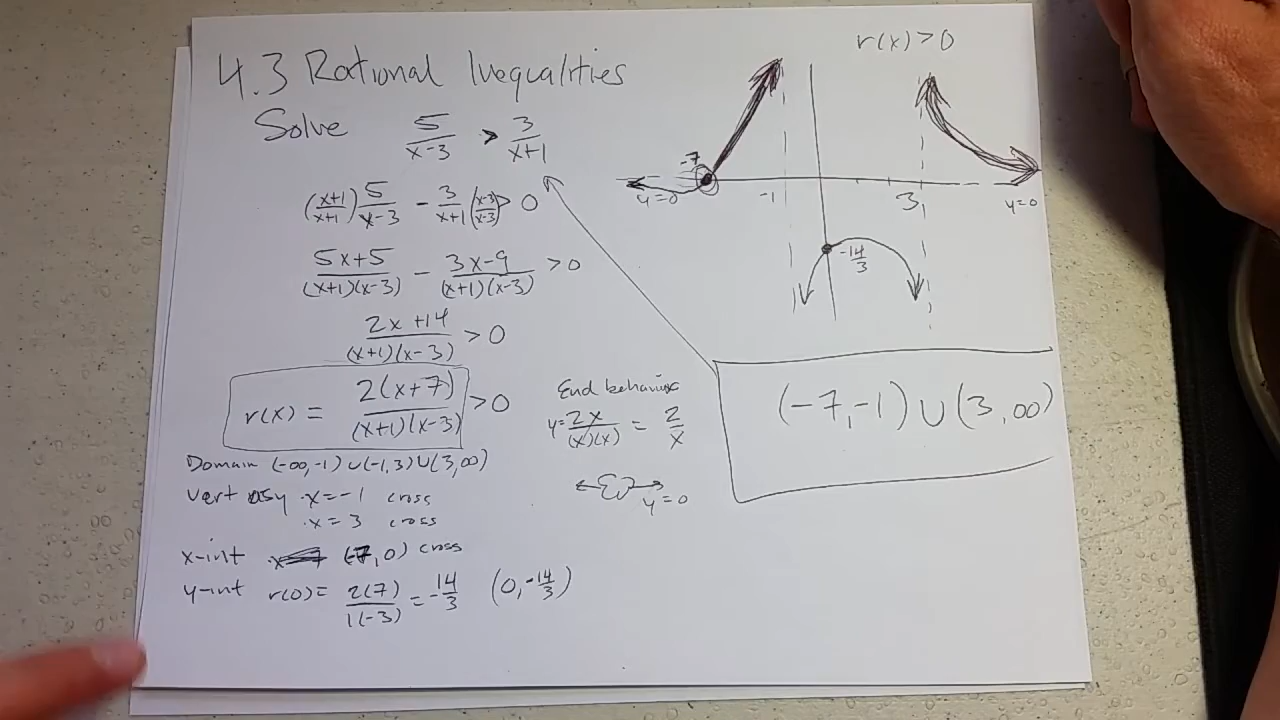 4.3 Rational Inequalities
Solve 5/(x-3) > 3/(x+1)
((x+1)/(x+1)) 5/(x-3) - 3/(x+1) ((x-3)/(x-3)) > 0
(5x+5)/((x+1)(x-3)) - (3x-9)/((x+1)(x-3)) > 0
(2x+14)/((x+1)(x-3)) > 0
r(x) = 2(x+7)/((x+1)(x-3)) > 0
Domain (-∞,-1)∪(-1,3)∪(3,∞)
vert asy · x=-1 cross
· x=3 cross
x-int (-7,0) cross
y-int r(0)= 2(7)/(1(-3)) = -14/3 (0,-14/3)
End behavior
y= 2x/((x)(x)) = 2/x
y=0
r(x)>0
-7
y=0
-1
3
y=0
-14/3
(-7,-1)∪(3,∞)